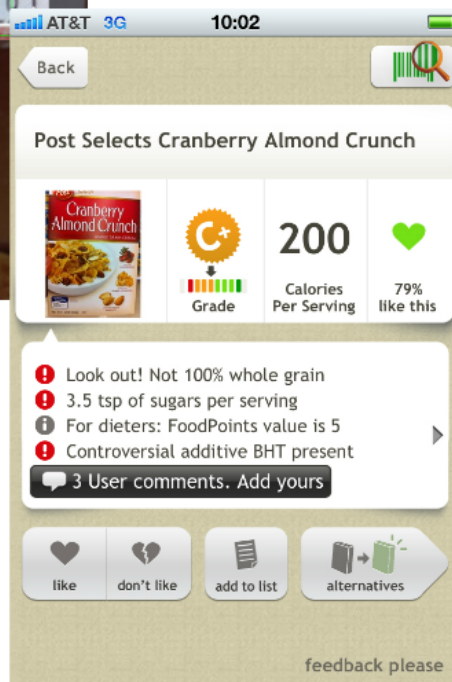 AT&T 3G 10:02
Back
Post Selects Cranberry Almond Crunch
Post
Cranberry
Almond Crunch
C+
200
Grade
Calories
Per Serving
79%
like this
Look out! Not 100% whole grain
3.5 tsp of sugars per serving
For dieters: FoodPoints value is 5
Controversial additive BHT present
3 User comments. Add yours
like
don't like
add to list
alternatives
feedback please